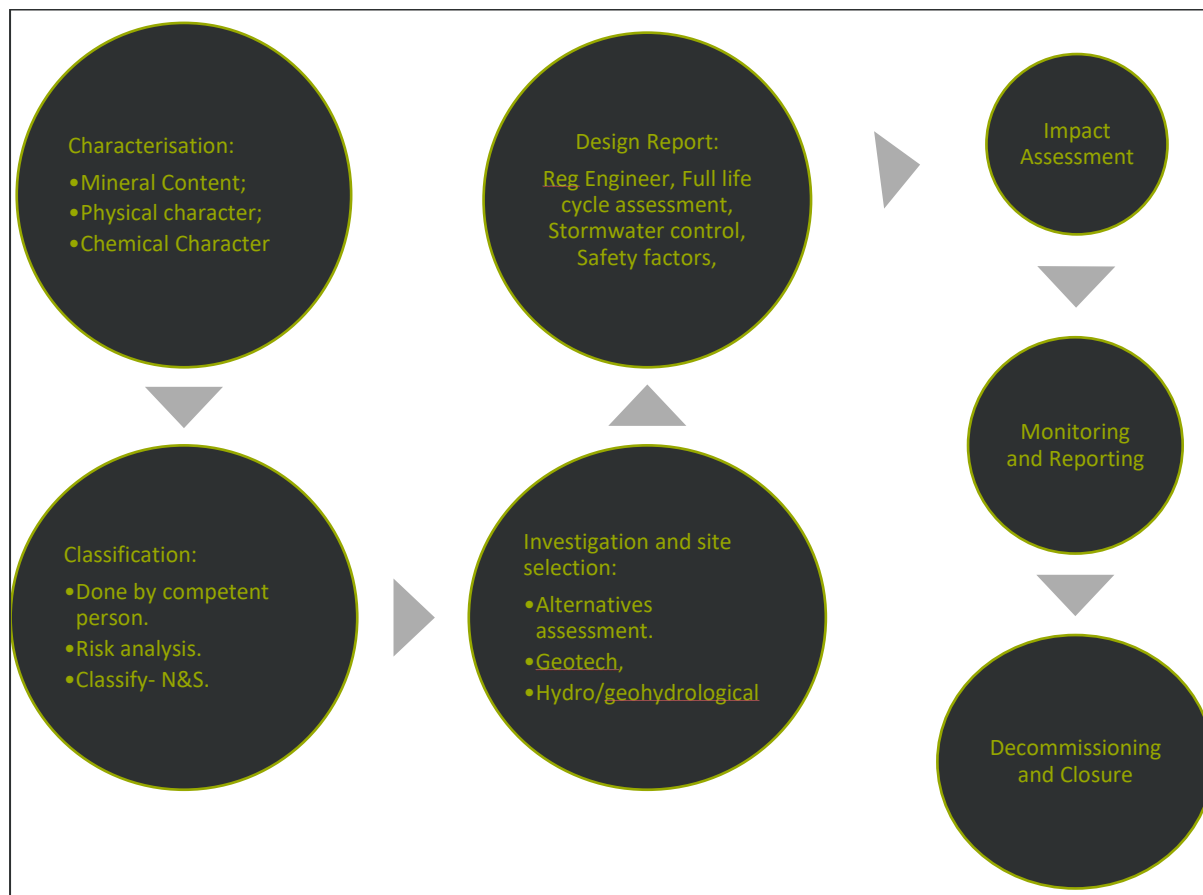 Characterisation:
•Mineral Content;
•Physical character;
•Chemical Character
Classification:
•Done by competent
person.
•Risk analysis.
•Classify- N&S.
Investigation and site
selection:
•Alternatives
assessment.
•Geotech,
•Hydro/geohydrological
Design Report:
Reg Engineer, Full life
cycle assessment,
Stormwater control,
Safety factors,
Impact
Assessment
Monitoring
and Reporting
Decommissioning
and Closure